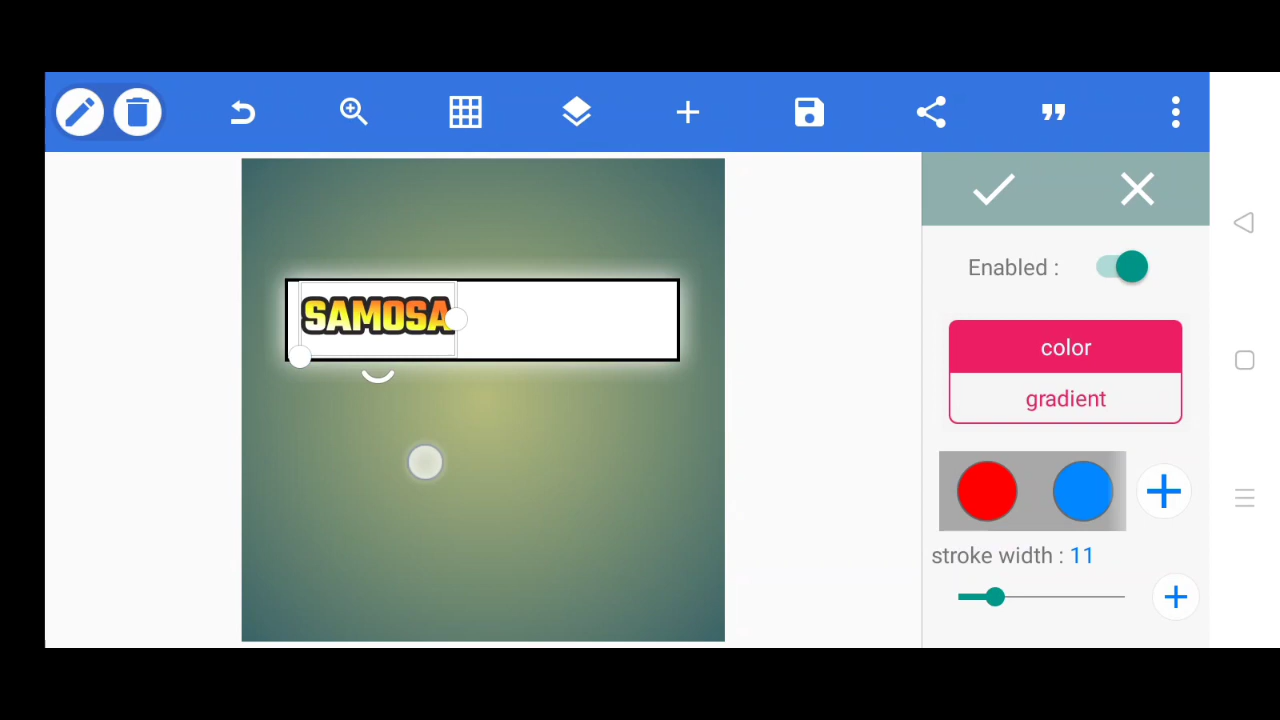 Enabled :
SAMOSA
color
gradient
stroke width : 11